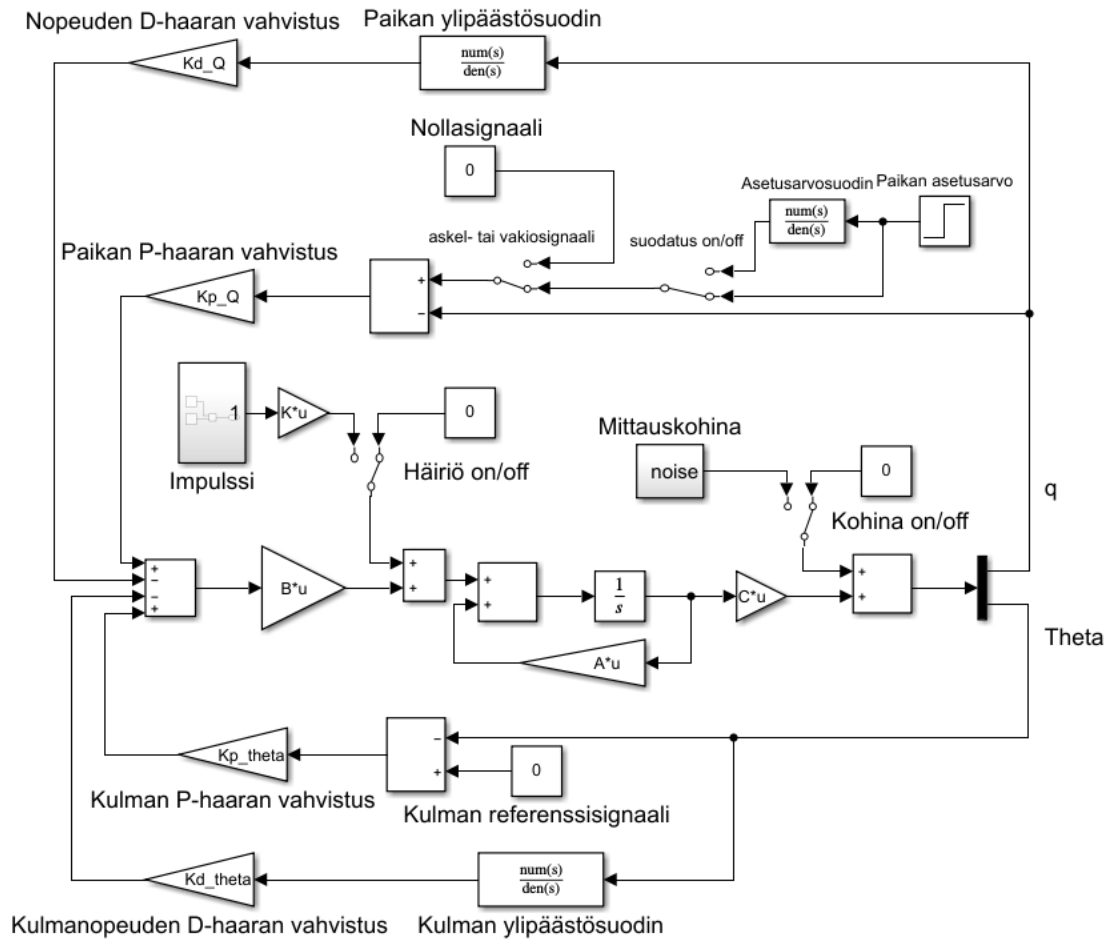 Nopeuden D-haaran vahvistus
Paikan ylipäästösuodin
Kd_Q
num(s)
den(s)
Nollasignaali
0
Asetusarvosuodin
Paikan asetusarvo
num(s)
den(s)
askel- tai vakiosignaali
suodatus on/off
Paikan P-haaran vahvistus
Kp_Q
+
−
1
K*u
0
Impulssi
Häiriö on/off
Mittauskohina
noise
0
Kohina on/off
q
+
−
−
+
B*u
+
+
+
+
1
s
C*u
+
+
A*u
Theta
Kp_theta
−
+
0
Kulman P-haaran vahvistus
Kulman referenssisignaali
Kd_theta
num(s)
den(s)
Kulmanopeuden D-haaran vahvistus
Kulman ylipäästösuodin